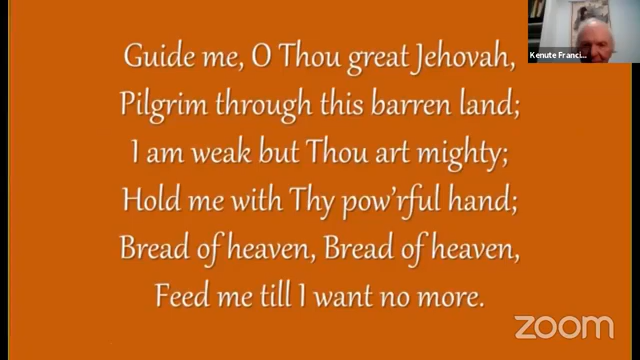 Guide me, O Thou great Jehovah,
Pilgrim through this barren land;
I am weak but Thou art mighty;
Hold me with Thy pow'rful hand;
Bread of heaven, Bread of heaven,
Feed me till I want no more.
Kenute Franci...
zoom